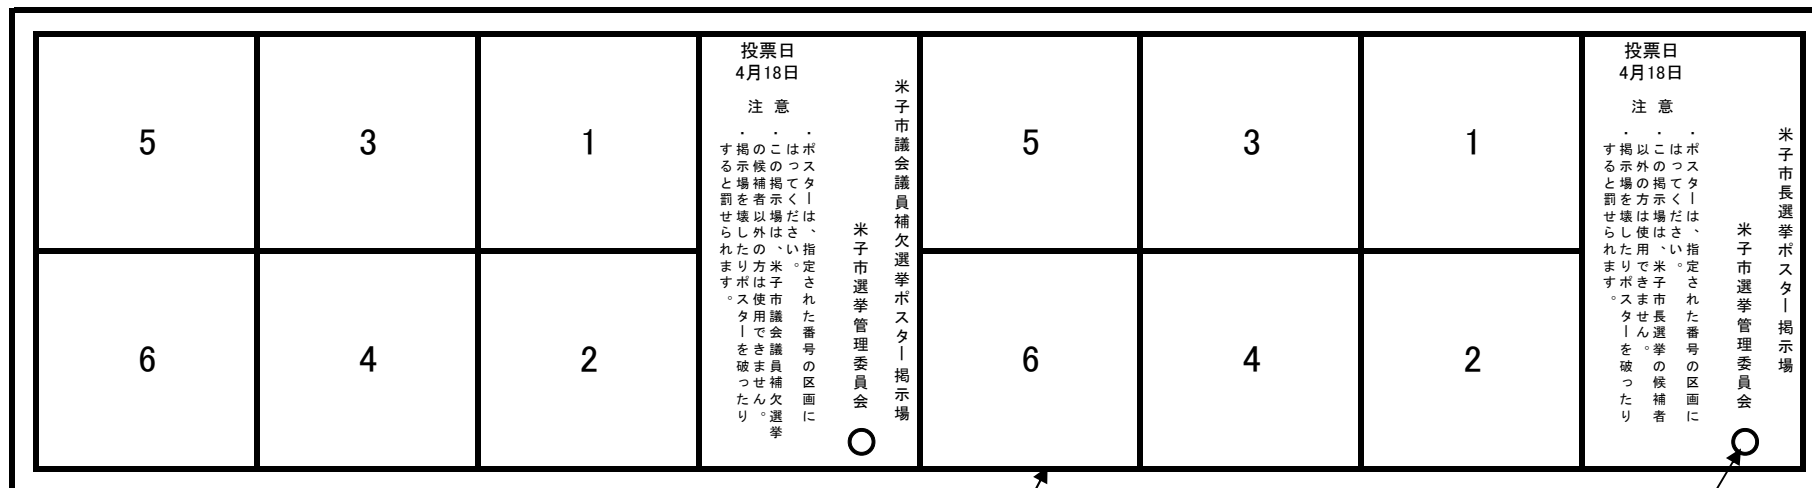 米子市長選挙ポスター掲示場
米子市選挙管理委員会
投票日
4月18日
注 意
・ポスターは、指定された番号の区画に
はってください。
・この掲示場は、米子市長選挙の候補者
以外の方は使用できません。
・掲示場を壊したりポスターを破ったり
すると罰せられます。
1
2
3
4
5
6
米子市議会議員補欠選挙ポスター掲示場
米子市選挙管理委員会
投票日
4月18日
注 意
・ポスターは、指定された番号の区画に
はってください。
・この掲示場は、米子市議会議員補欠選挙
の候補者以外の方は使用できません。
・掲示場を壊したりポスターを破ったり
すると罰せられます。
1
2
3
4
5
6